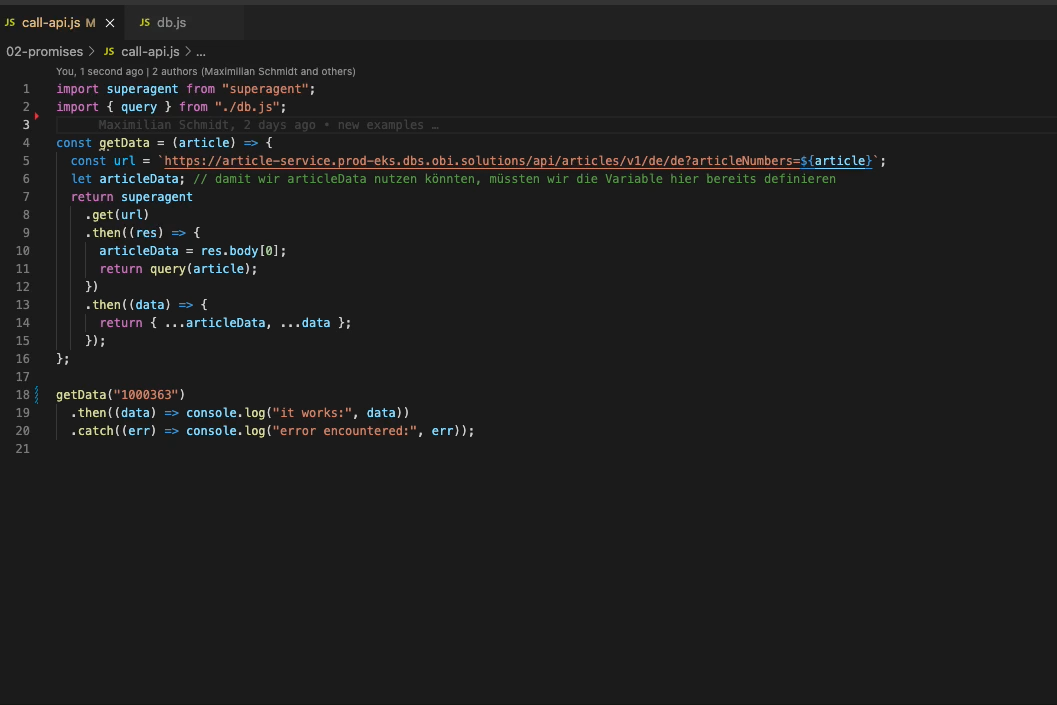 JS call-api.js M × JS db.js
02-promises > JS call-api.js > ...
You, 1 second ago | 2 authors (Maximilian Schmidt and others)
1 import superagent from "superagent";
2 import { query } from "./db.js";
3 Maximilian Schmidt, 2 days ago • new examples …
4 const getData = (article) => {
5 const url = `https://article-service.prod-eks.dbs.obi.solutions/api/articles/v1/de/de?articleNumbers=${article}`;
6 let articleData; // damit wir articleData nutzen könnten, müssten wir die Variable hier bereits definieren
7 return superagent
8 .get(url)
9 .then((res) => {
10 articleData = res.body[0];
11 return query(article);
12 })
13 .then((data) => {
14 return { ...articleData, ...data };
15 });
16 };
17
18 getData("1000363")
19 .then((data) => console.log("it works:", data))
20 .catch((err) => console.log("error encountered:", err));
21